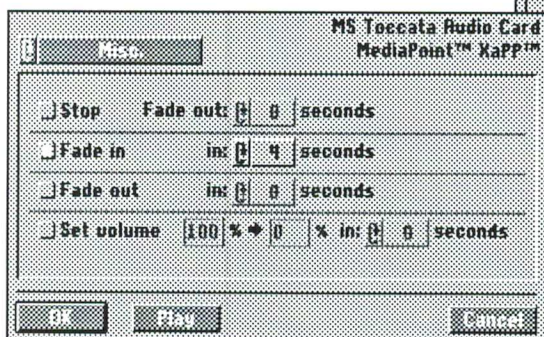 MS Toccata Audio Card
MediaPoint™ XaPP™
Misc.
Stop Fade out: 0 seconds
Fade in in: 4 seconds
Fade out in: 0 seconds
Set volume 100 % ➔ 0 % in: 0 seconds
OK Play Cancel